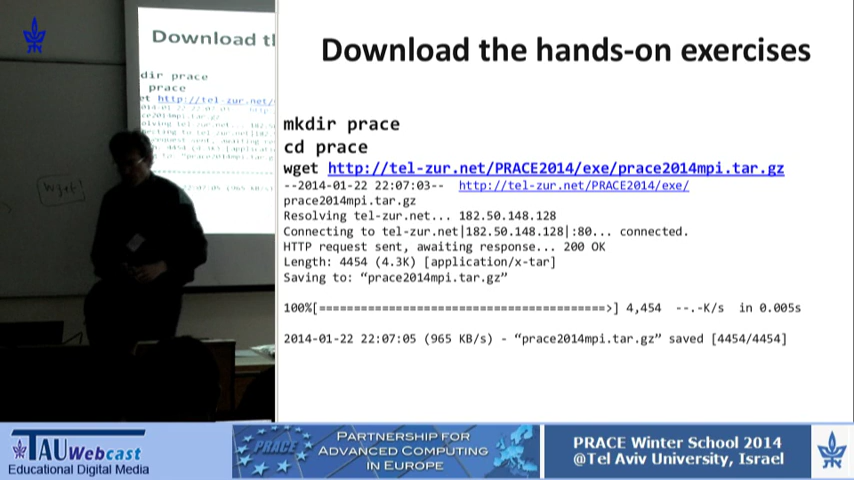 Download the hands-on exercises
mkdir prace
cd prace
wget http://tel-zur.net/PRACE2014/exe/prace2014mpi.tar.gz
--2014-01-22 22:07:03-- http://tel-zur.net/PRACE2014/exe/
prace2014mpi.tar.gz
Resolving tel-zur.net... 182.50.148.128
Connecting to tel-zur.net|182.50.148.128|:80... connected.
HTTP request sent, awaiting response... 200 OK
Length: 4454 (4.3K) [application/x-tar]
Saving to: “prace2014mpi.tar.gz”
100%[===========================================>] 4,454 --.-K/s in 0.005s
2014-01-22 22:07:05 (965 KB/s) - “prace2014mpi.tar.gz” saved [4454/4454]
Download t
dir prace
prace
et http://tel-zur.net/
wget!
TAUWebcast
Educational Digital Media
PRACE
PARTNERSHIP FOR
ADVANCED COMPUTING
IN EUROPE
PRACE Winter School 2014
@Tel Aviv University, Israel